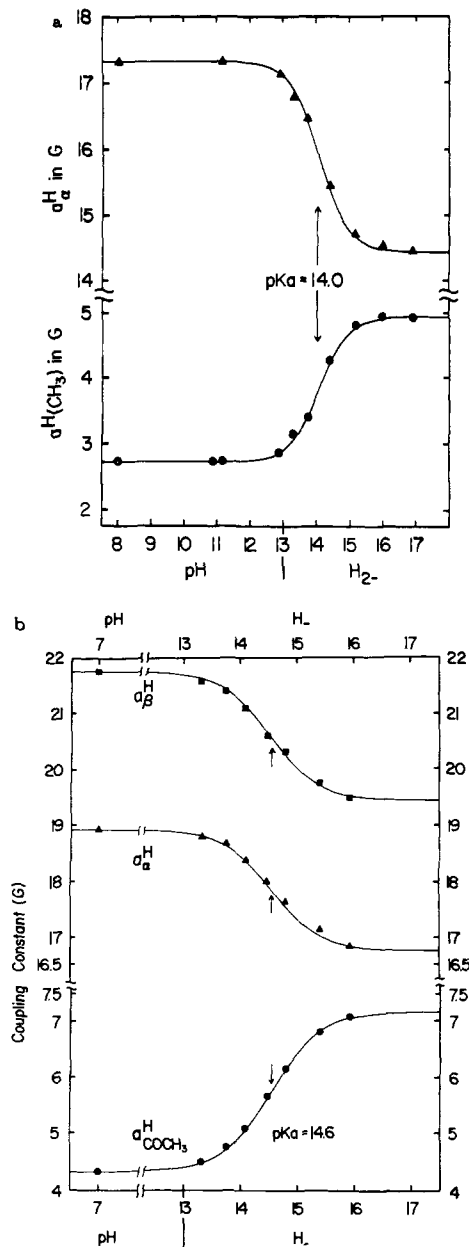 a
18
17
16
15
14
5
4
3
2
a^H_α in G
a^H(CH_3) in G
pKa = 14.0
8 9 10 11 12 13 14 15 16 17
pH | H_2-
b
pH H_-
7 13 14 15 16 17
22 22
21 21
20 20
19 19
18 18
17 17
16.5 16.5
7.5 7.5
7 7
6 6
5 5
4 4
Coupling Constant (G)
a^H_β
a^H_α
a^H_COCH_3
pKa = 14.6
7 13 14 15 16 17
pH